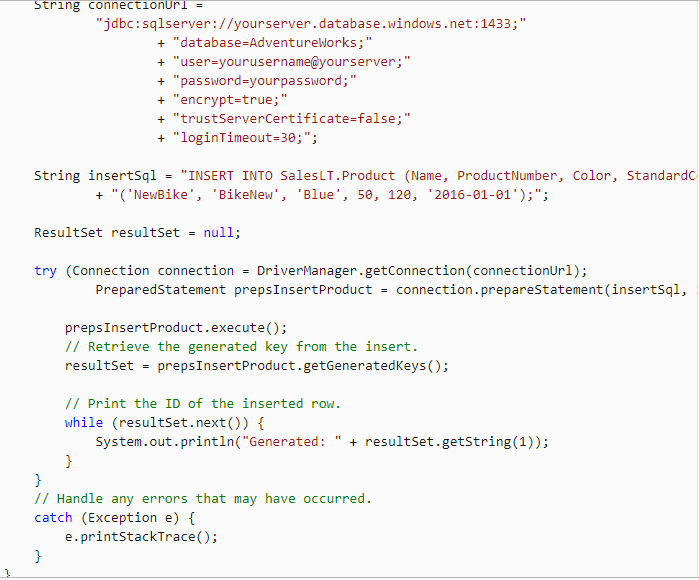 String connectionUrl =
"jdbc:sqlserver://yourserver.database.windows.net:1433;"
+ "database=AdventureWorks;"
+ "user=yourusername@yourserver;"
+ "password=yourpassword;"
+ "encrypt=true;"
+ "trustServerCertificate=false;"
+ "loginTimeout=30;";
String insertSql = "INSERT INTO SalesLT.Product (Name, ProductNumber, Color, StandardC
+ "('NewBike', 'BikeNew', 'Blue', 50, 120, '2016-01-01');";
ResultSet resultSet = null;
try (Connection connection = DriverManager.getConnection(connectionUrl);
PreparedStatement prepsInsertProduct = connection.prepareStatement(insertSql,
prepsInsertProduct.execute();
// Retrieve the generated key from the insert.
resultSet = prepsInsertProduct.getGeneratedKeys();
// Print the ID of the inserted row.
while (resultSet.next()) {
System.out.println("Generated: " + resultSet.getString(1));
}
}
// Handle any errors that may have occurred.
catch (Exception e) {
e.printStackTrace();
}
}